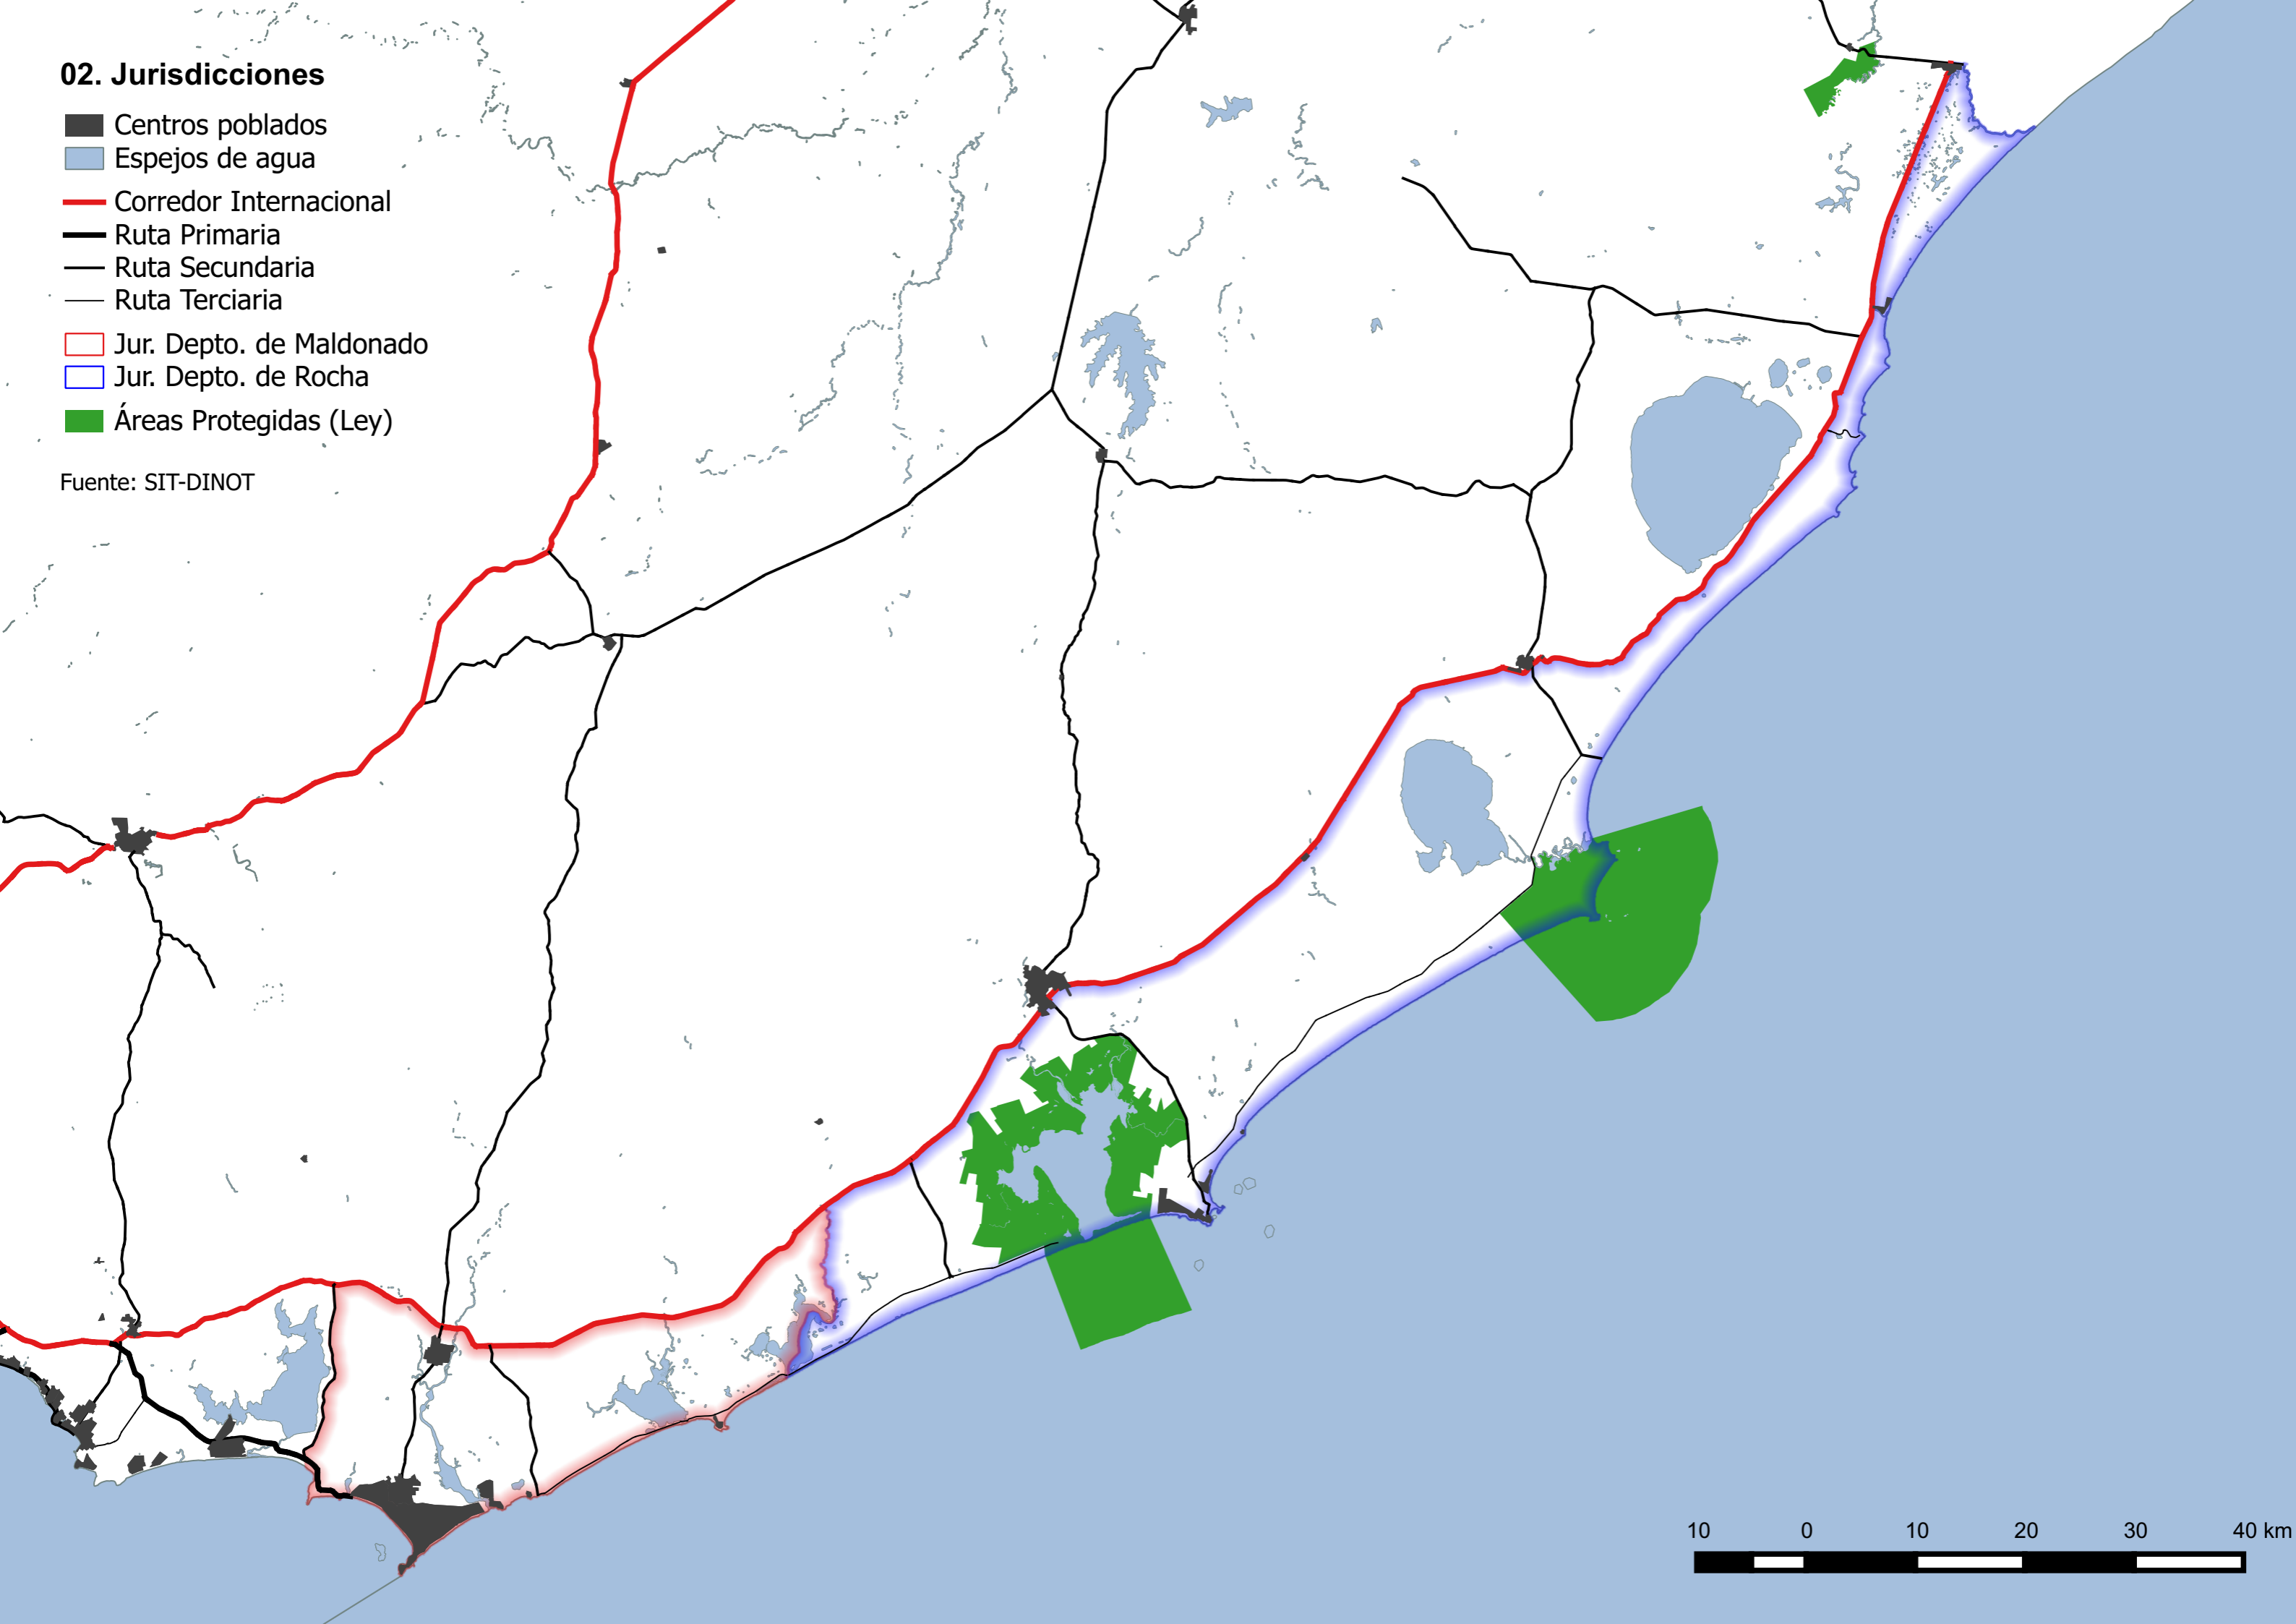 02. Jurisdicciones
Centros poblados
Espejos de agua
Corredor Internacional
Ruta Primaria
Ruta Secundaria
Ruta Terciaria
Jur. Depto. de Maldonado
Jur. Depto. de Rocha
Áreas Protegidas (Ley)
Fuente: SIT-DINOT
10 0 10 20 30 40 km